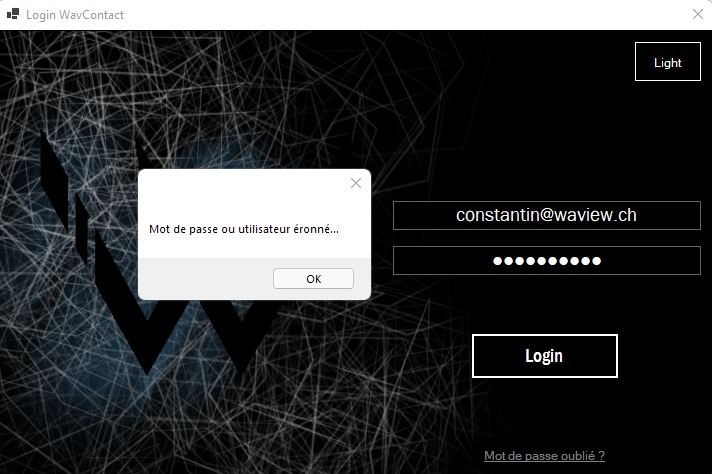 Login WavContact
Light
constantin@waview.ch
Mot de passe ou utilisateur éronné...
●●●●●●●●●●
OK
Login
Mot de passe oublié ?